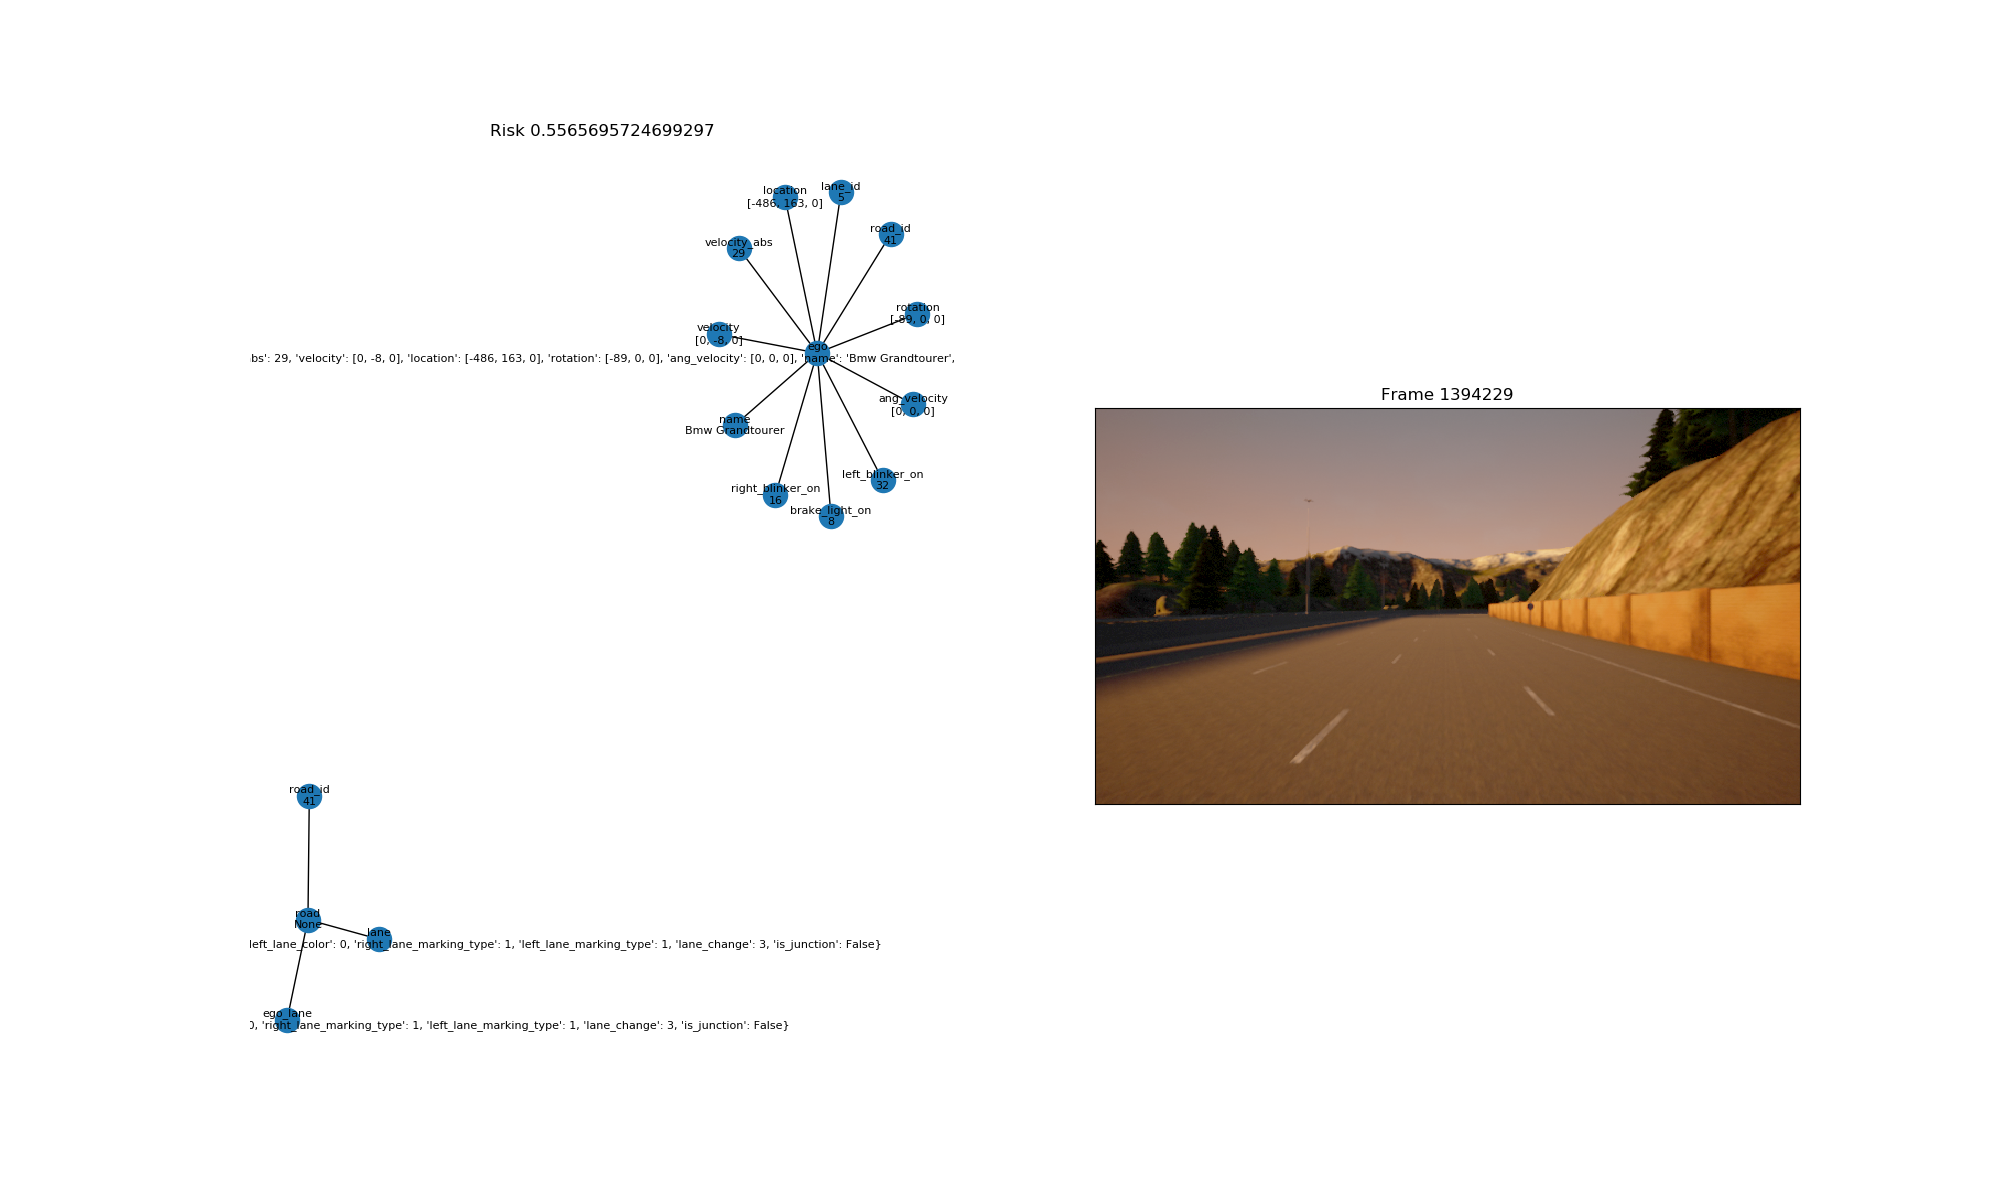 Risk 0.5565695724699297
location
[-486, 163, 0]
lane_id
5
road_id
41
velocity_abs
29
rotation
[-89, 0, 0]
velocity
[0, -8, 0]
ego
bs': 29, 'velocity': [0, -8, 0], 'location': [-486, 163, 0], 'rotation': [-89, 0, 0], 'ang_velocity': [0, 0, 0], 'name': 'Bmw Grandtourer',
ang_velocity
[0, 0, 0]
name
Bmw Grandtourer
left_blinker_on
32
right_blinker_on
16
brake_light_on
8
Frame 1394229
road_id
41
road
None
lane
left_lane_color': 0, 'right_lane_marking_type': 1, 'left_lane_marking_type': 1, 'lane_change': 3, 'is_junction': False}
ego_lane
0, 'right_lane_marking_type': 1, 'left_lane_marking_type': 1, 'lane_change': 3, 'is_junction': False}